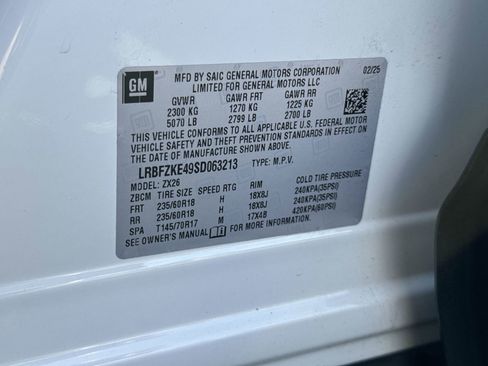 GM
MFD BY SAIC GENERAL MOTORS CORPORATION 02/25
LIMITED FOR GENERAL MOTORS LLC
GVWR GAWR FRT GAWR RR
2300 KG 1270 KG 1225 KG
5070 LB 2799 LB 2700 LB
THIS VEHICLE CONFORMS TO ALL APPLICABLE U.S. FEDERAL MOTOR
VEHICLE SAFETY AND THEFT PREVENTION STANDARDS IN EFFECT ON
THE DATE OF MANUFACTURE SHOWN ABOVE.
LRBFZKE49SD063213 TYPE: M.P.V.
MODEL: ZX26
ZBCM TIRE SIZE SPEED RTG RIM COLD TIRE PRESSURE
FRT 235/60R18 H 18X8J 240KPA(35PSI)
RR 235/60R18 H 18X8J 240KPA(35PSI)
SPA T145/70R17 M 17X4B 420KPA(60PSI)
SEE OWNER'S MANUAL FOR MORE INFORMATION